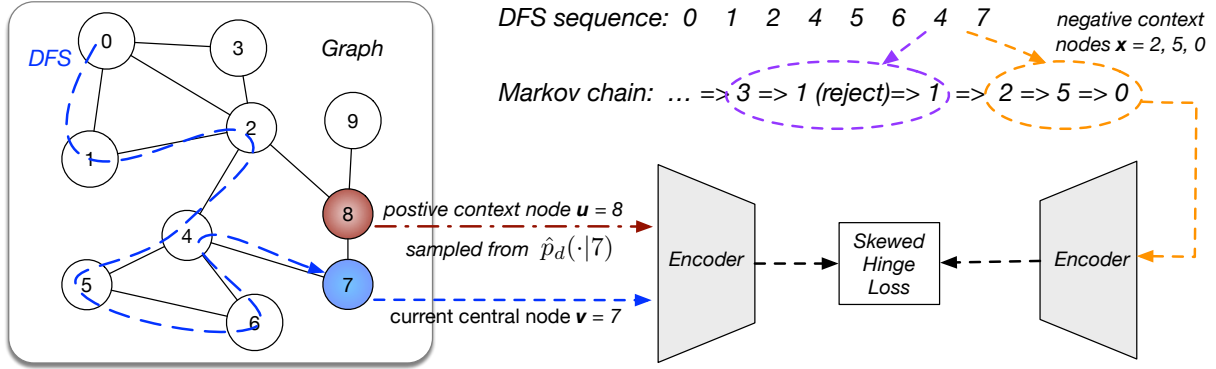 DFS sequence: 0 1 2 4 5 6 4 7
negative context
nodes x = 2, 5, 0
Markov chain: ... => 3 => 1 (reject)=> 1 => 2 => 5 => 0
Graph
DFS
0
3
9
2
1
8
4
7
5
6
postive context node u = 8
sampled from p̂_d(·|7)
current central node v = 7
Encoder
Skewed
Hinge
Loss
Encoder